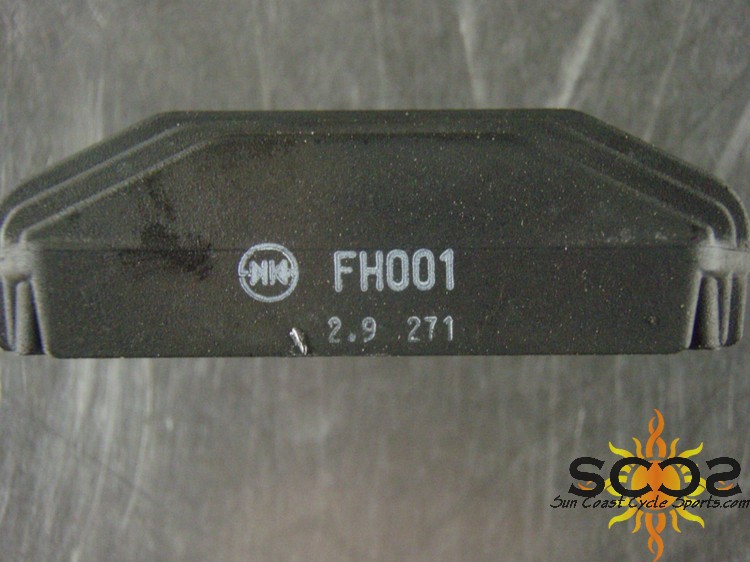 FH001
2.9 271
SCCS
Sun Coast Cycle Sports.com